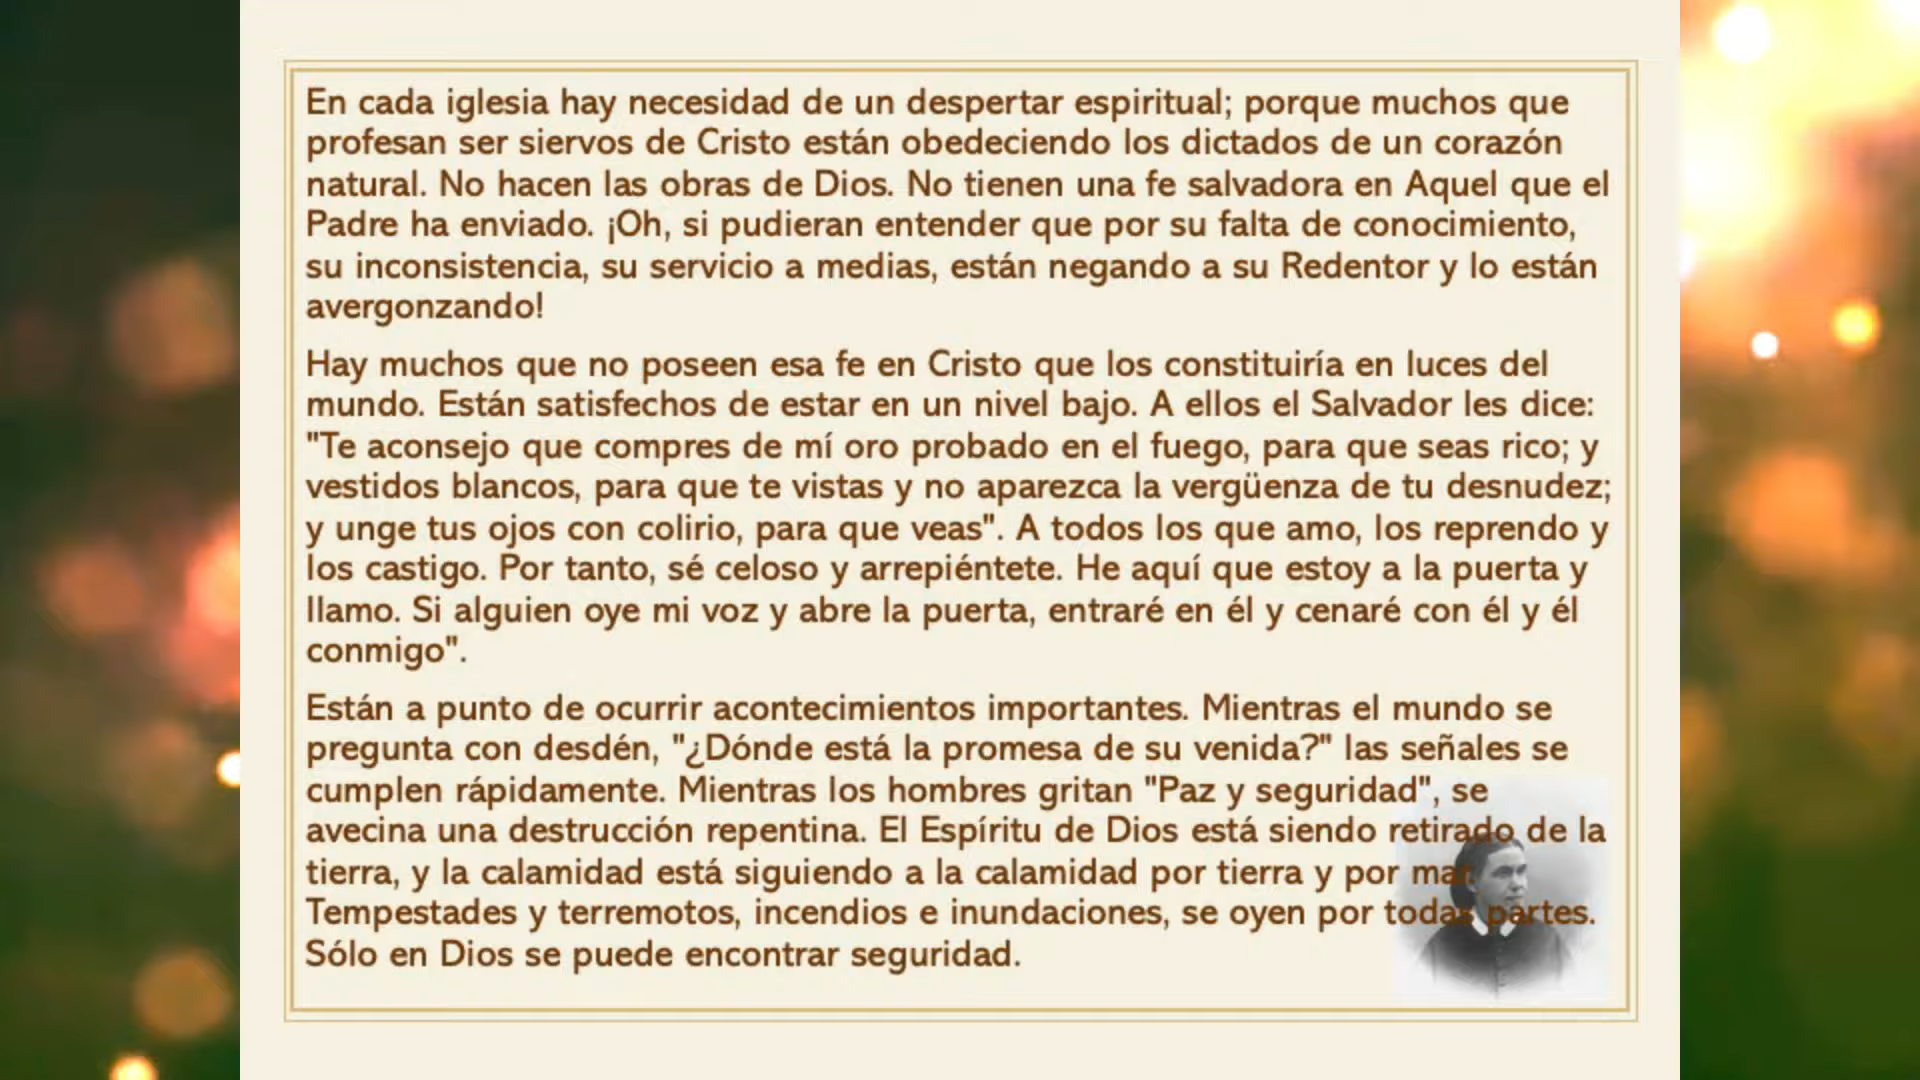 En cada iglesia hay necesidad de un despertar espiritual; porque muchos que
profesan ser siervos de Cristo están obedeciendo los dictados de un corazón
natural. No hacen las obras de Dios. No tienen una fe salvadora en Aquel que el
Padre ha enviado. ¡Oh, si pudieran entender que por su falta de conocimiento,
su inconsistencia, su servicio a medias, están negando a su Redentor y lo están
avergonzando!
Hay muchos que no poseen esa fe en Cristo que los constituiría en luces del
mundo. Están satisfechos de estar en un nivel bajo. A ellos el Salvador les dice:
"Te aconsejo que compres de mí oro probado en el fuego, para que seas rico; y
vestidos blancos, para que te vistas y no aparezca la vergüenza de tu desnudez;
y unge tus ojos con colirio, para que veas". A todos los que amo, los reprendo y
los castigo. Por tanto, sé celoso y arrepiéntete. He aquí que estoy a la puerta y
llamo. Si alguien oye mi voz y abre la puerta, entraré en él y cenaré con él y él
conmigo".
Están a punto de ocurrir acontecimientos importantes. Mientras el mundo se
pregunta con desdén, "¿Dónde está la promesa de su venida?" las señales se
cumplen rápidamente. Mientras los hombres gritan "Paz y seguridad", se
avecina una destrucción repentina. El Espíritu de Dios está siendo retirado de la
tierra, y la calamidad está siguiendo a la calamidad por tierra y por mar.
Tempestades y terremotos, incendios e inundaciones, se oyen por todas partes.
Sólo en Dios se puede encontrar seguridad.